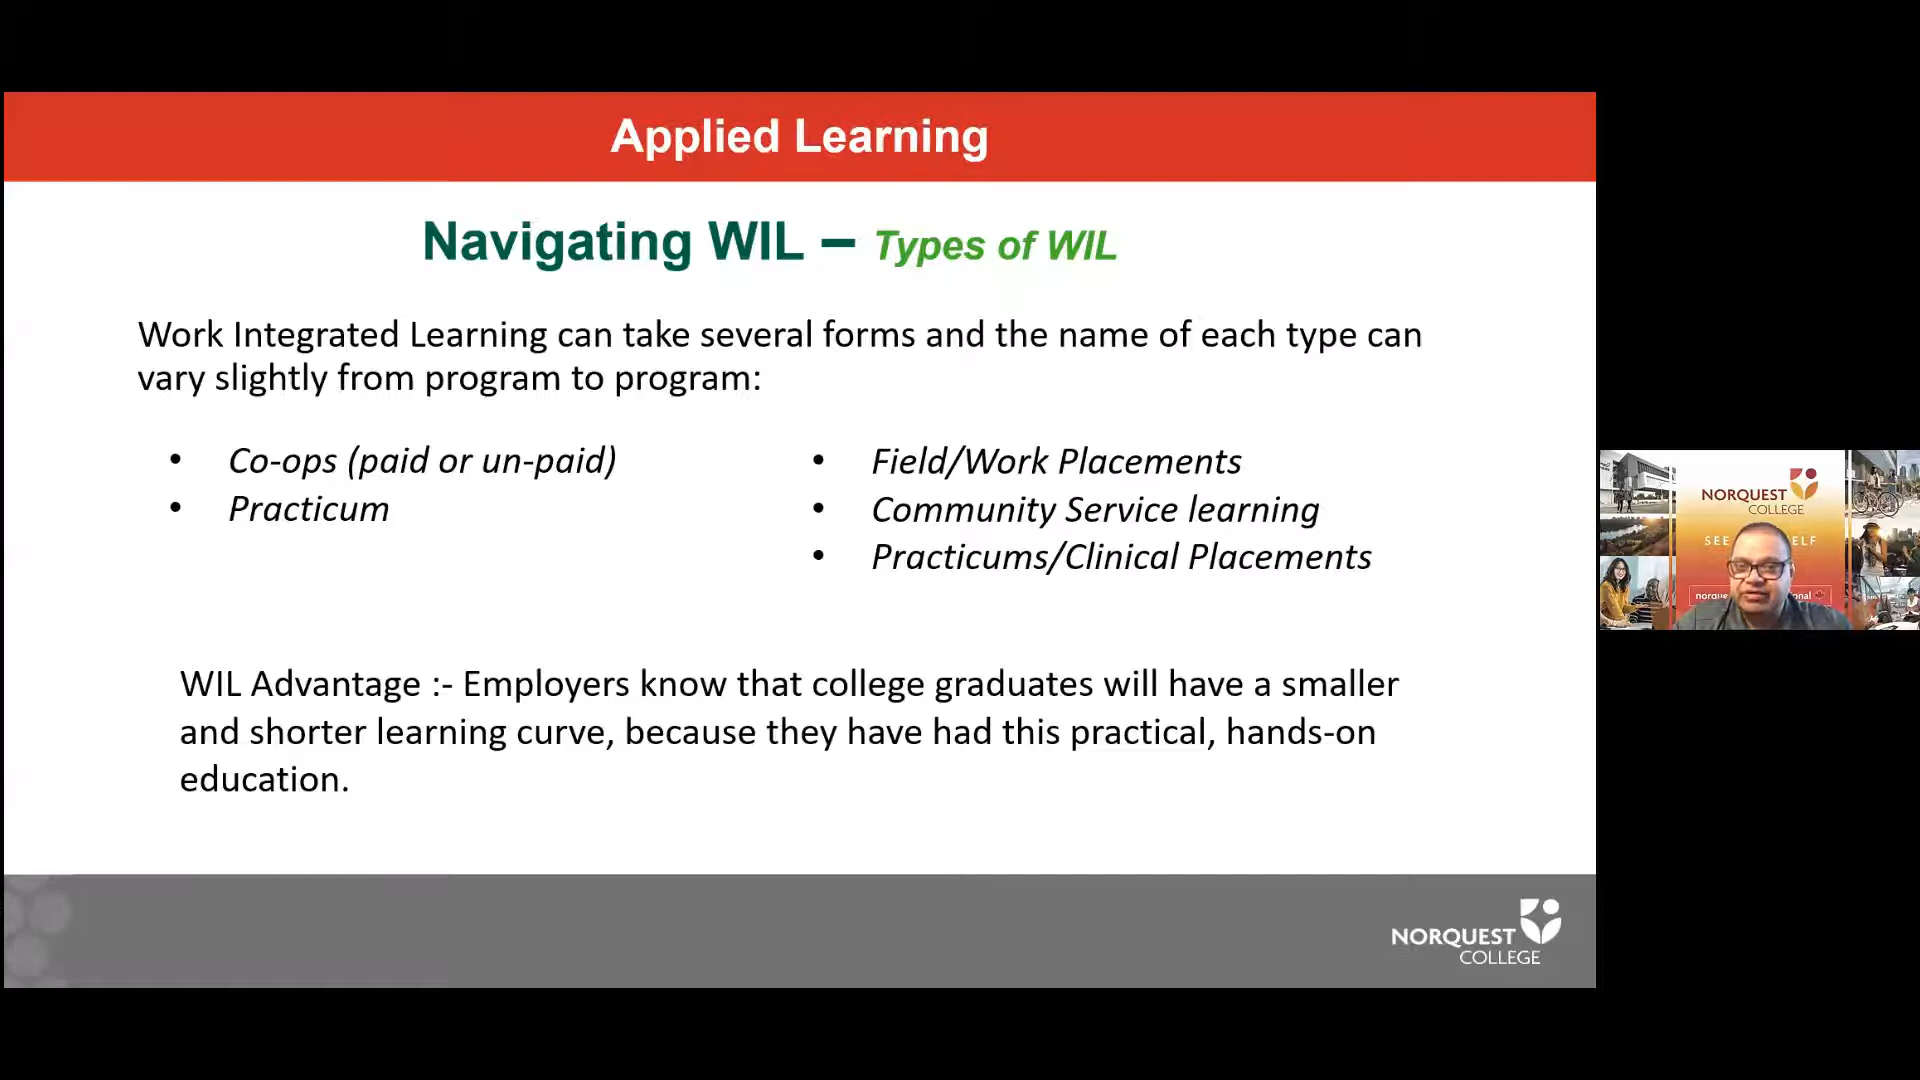 Applied Learning
Navigating WIL – Types of WIL
Work Integrated Learning can take several forms and the name of each type can
vary slightly from program to program:
• Co-ops (paid or un-paid)
• Practicum
• Field/Work Placements
• Community Service learning
• Practicums/Clinical Placements
WIL Advantage :- Employers know that college graduates will have a smaller
and shorter learning curve, because they have had this practical, hands-on
education.
NORQUEST
COLLEGE
NORQUEST
COLLEGE
SEE